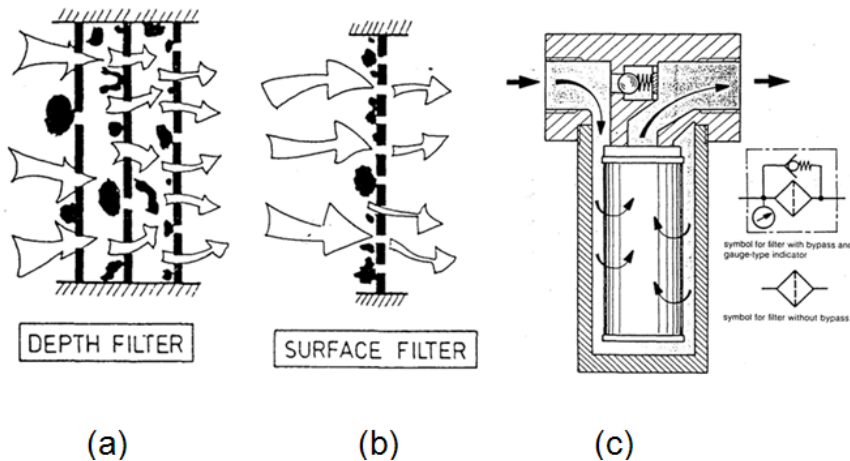 DEPTH FILTER
SURFACE FILTER
symbol for filter with bypass and
gauge-type indicator
symbol for filter without bypass
(a)
(b)
(c)